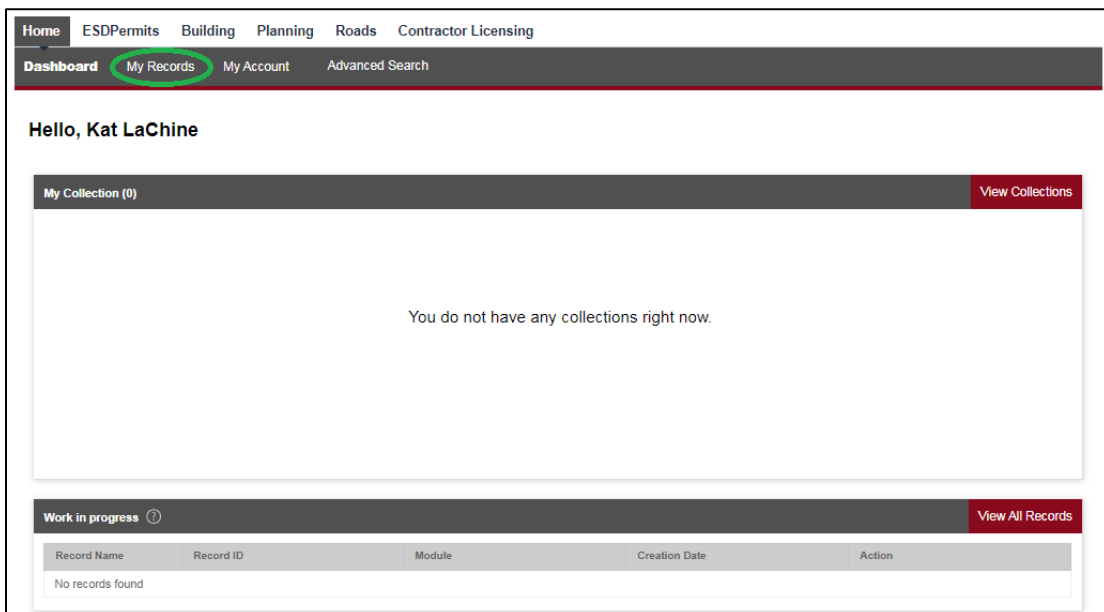 Home ESDPermits Building Planning Roads Contractor Licensing
Dashboard My Records My Account Advanced Search
Hello, Kat LaChine
My Collection (0) View Collections
You do not have any collections right now.
Work in progress ? View All Records
Record Name Record ID Module Creation Date Action
No records found